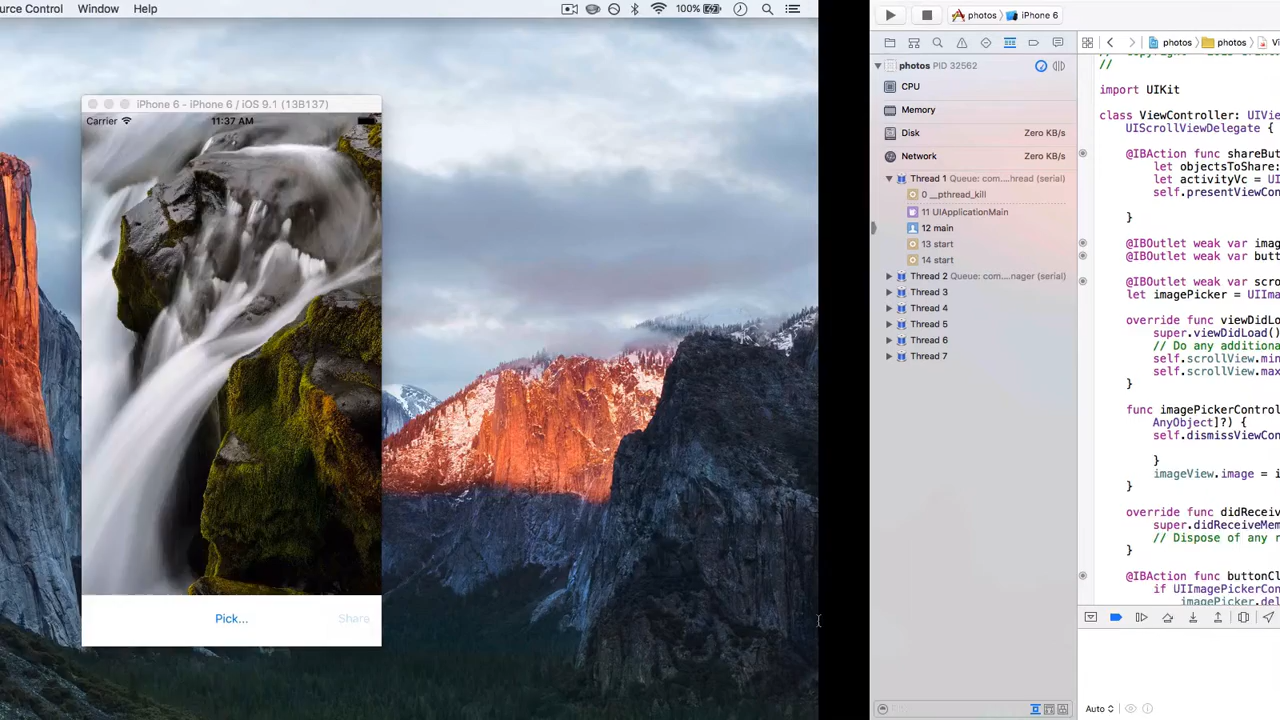 urce Control Window Help
100%
iPhone 6 - iPhone 6 / iOS 9.1 (13B137)
Carrier 11:37 AM
Pick...
Share
photos iPhone 6
photos photos Vi
photos PID 32562
CPU
Memory
Disk Zero KB/s
Network Zero KB/s
Thread 1 Queue: com....hread (serial)
0 __pthread_kill
11 UIApplicationMain
12 main
13 start
14 start
Thread 2 Queue: com....nager (serial)
Thread 3
Thread 4
Thread 5
Thread 6
Thread 7
//
import UIKit
class ViewController: UIVie
UIScrollViewDelegate {
@IBAction func shareButt
let objectsToShare:
let activityVc = UI
self.presentViewCon
}
@IBOutlet weak var imag
@IBOutlet weak var butt
@IBOutlet weak var scro
let imagePicker = UIIma
override func viewDidLo
super.viewDidLoad()
// Do any additiona
self.scrollView.min
self.scrollView.max
}
func imagePickerControl
AnyObject]?) {
self.dismissViewCon
}
imageView.image = i
}
override func didReceiv
super.didReceiveMem
// Dispose of any r
}
@IBAction func buttonCl
if UIImagePickerCon
imagePicker.del
Auto